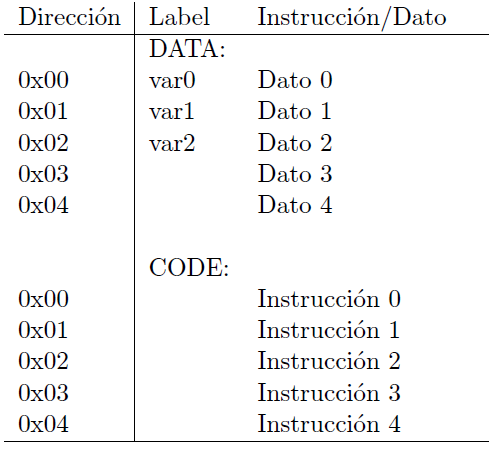 Dirección Label Instrucción/Dato
DATA:
0x00 var0 Dato 0
0x01 var1 Dato 1
0x02 var2 Dato 2
0x03 Dato 3
0x04 Dato 4
CODE:
0x00 Instrucción 0
0x01 Instrucción 1
0x02 Instrucción 2
0x03 Instrucción 3
0x04 Instrucción 4